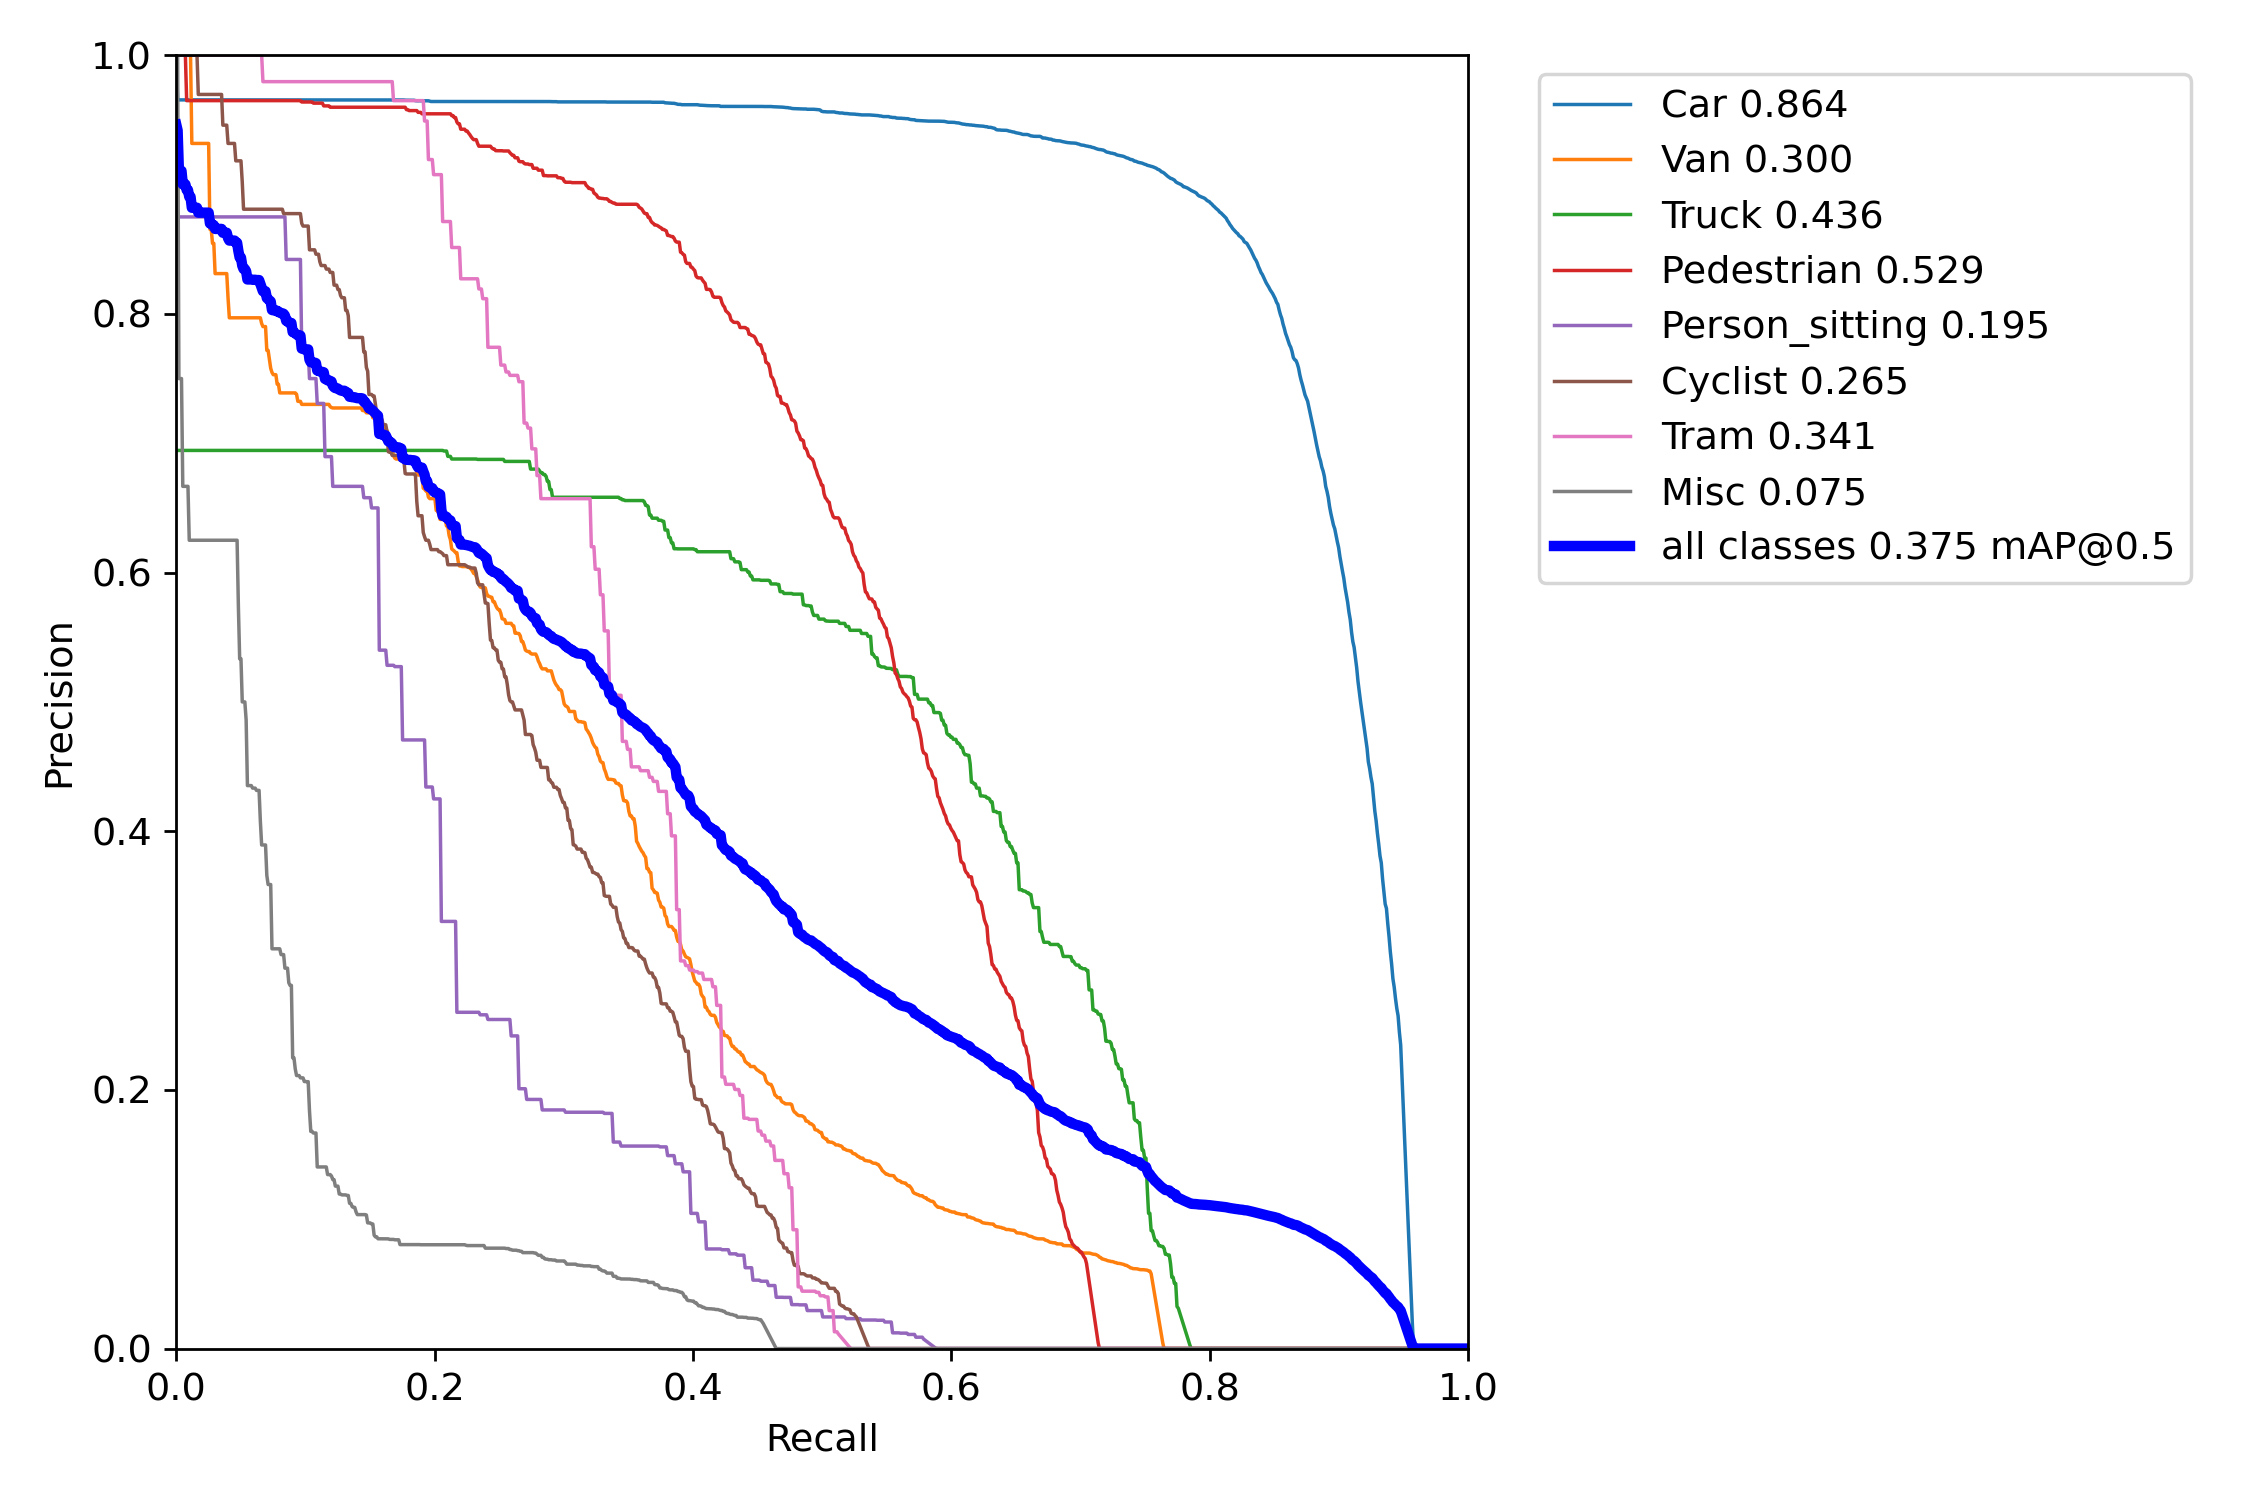 1.0
0.8
0.6
0.4
0.2
0.0
Precision
0.0 0.2 0.4 0.6 0.8 1.0
Recall
Car 0.864
Van 0.300
Truck 0.436
Pedestrian 0.529
Person_sitting 0.195
Cyclist 0.265
Tram 0.341
Misc 0.075
all classes 0.375 mAP@0.5